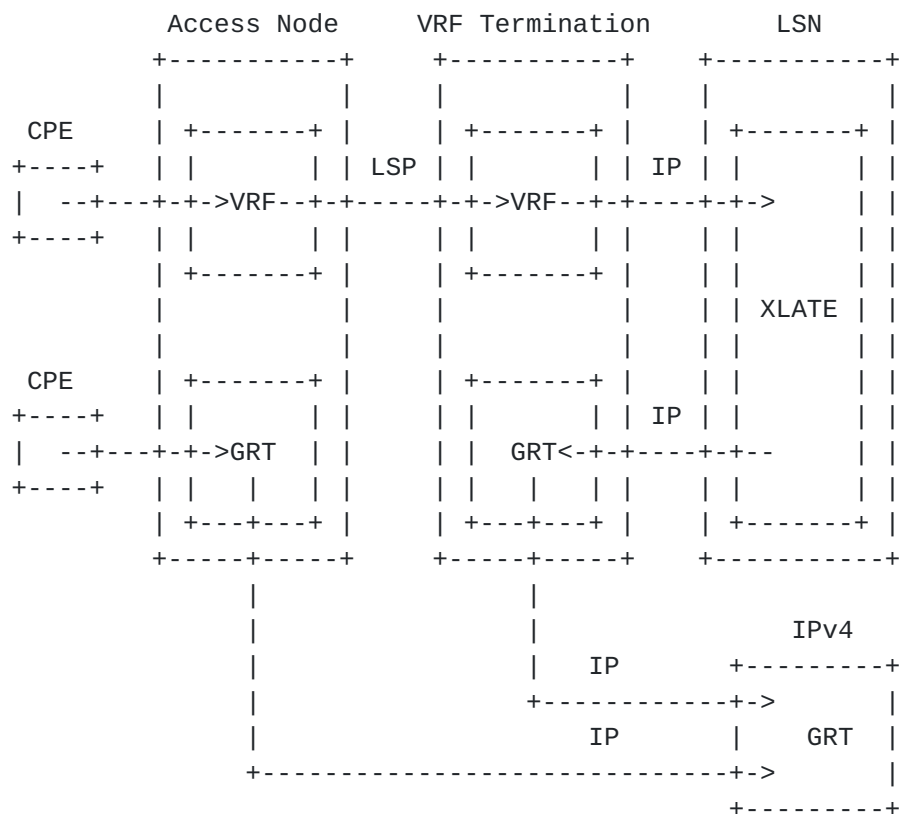 Access Node VRF Termination LSN
CPE
LSP IP
VRF VRF
XLATE
CPE
IP
GRT GRT
IPv4
IP
IP GRT